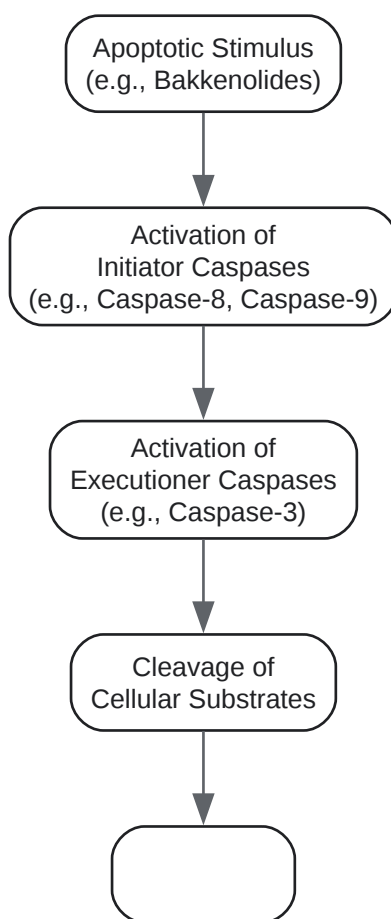 Apoptotic Stimulus
(e.g., Bakkenolides)
Activation of
Initiator Caspases
(e.g., Caspase-8, Caspase-9)
Activation of
Executioner Caspases
(e.g., Caspase-3)
Cleavage of
Cellular Substrates